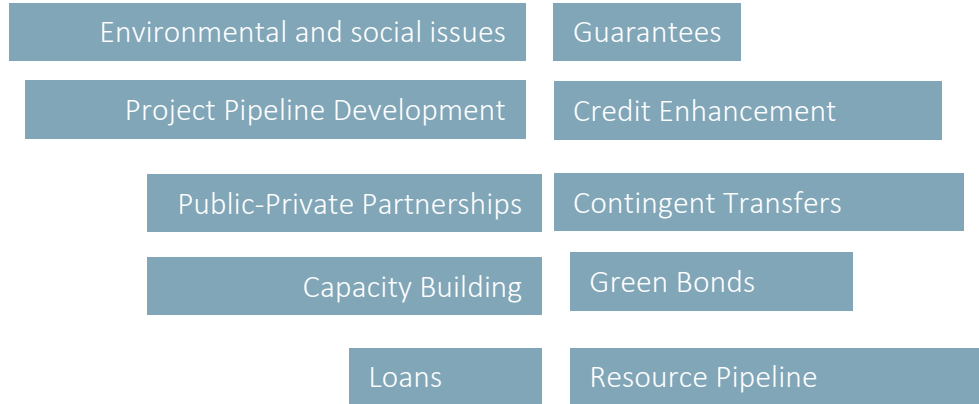 Environmental and social issues
Guarantees
Project Pipeline Development
Credit Enhancement
Public-Private Partnerships
Contingent Transfers
Capacity Building
Green Bonds
Loans
Resource Pipeline